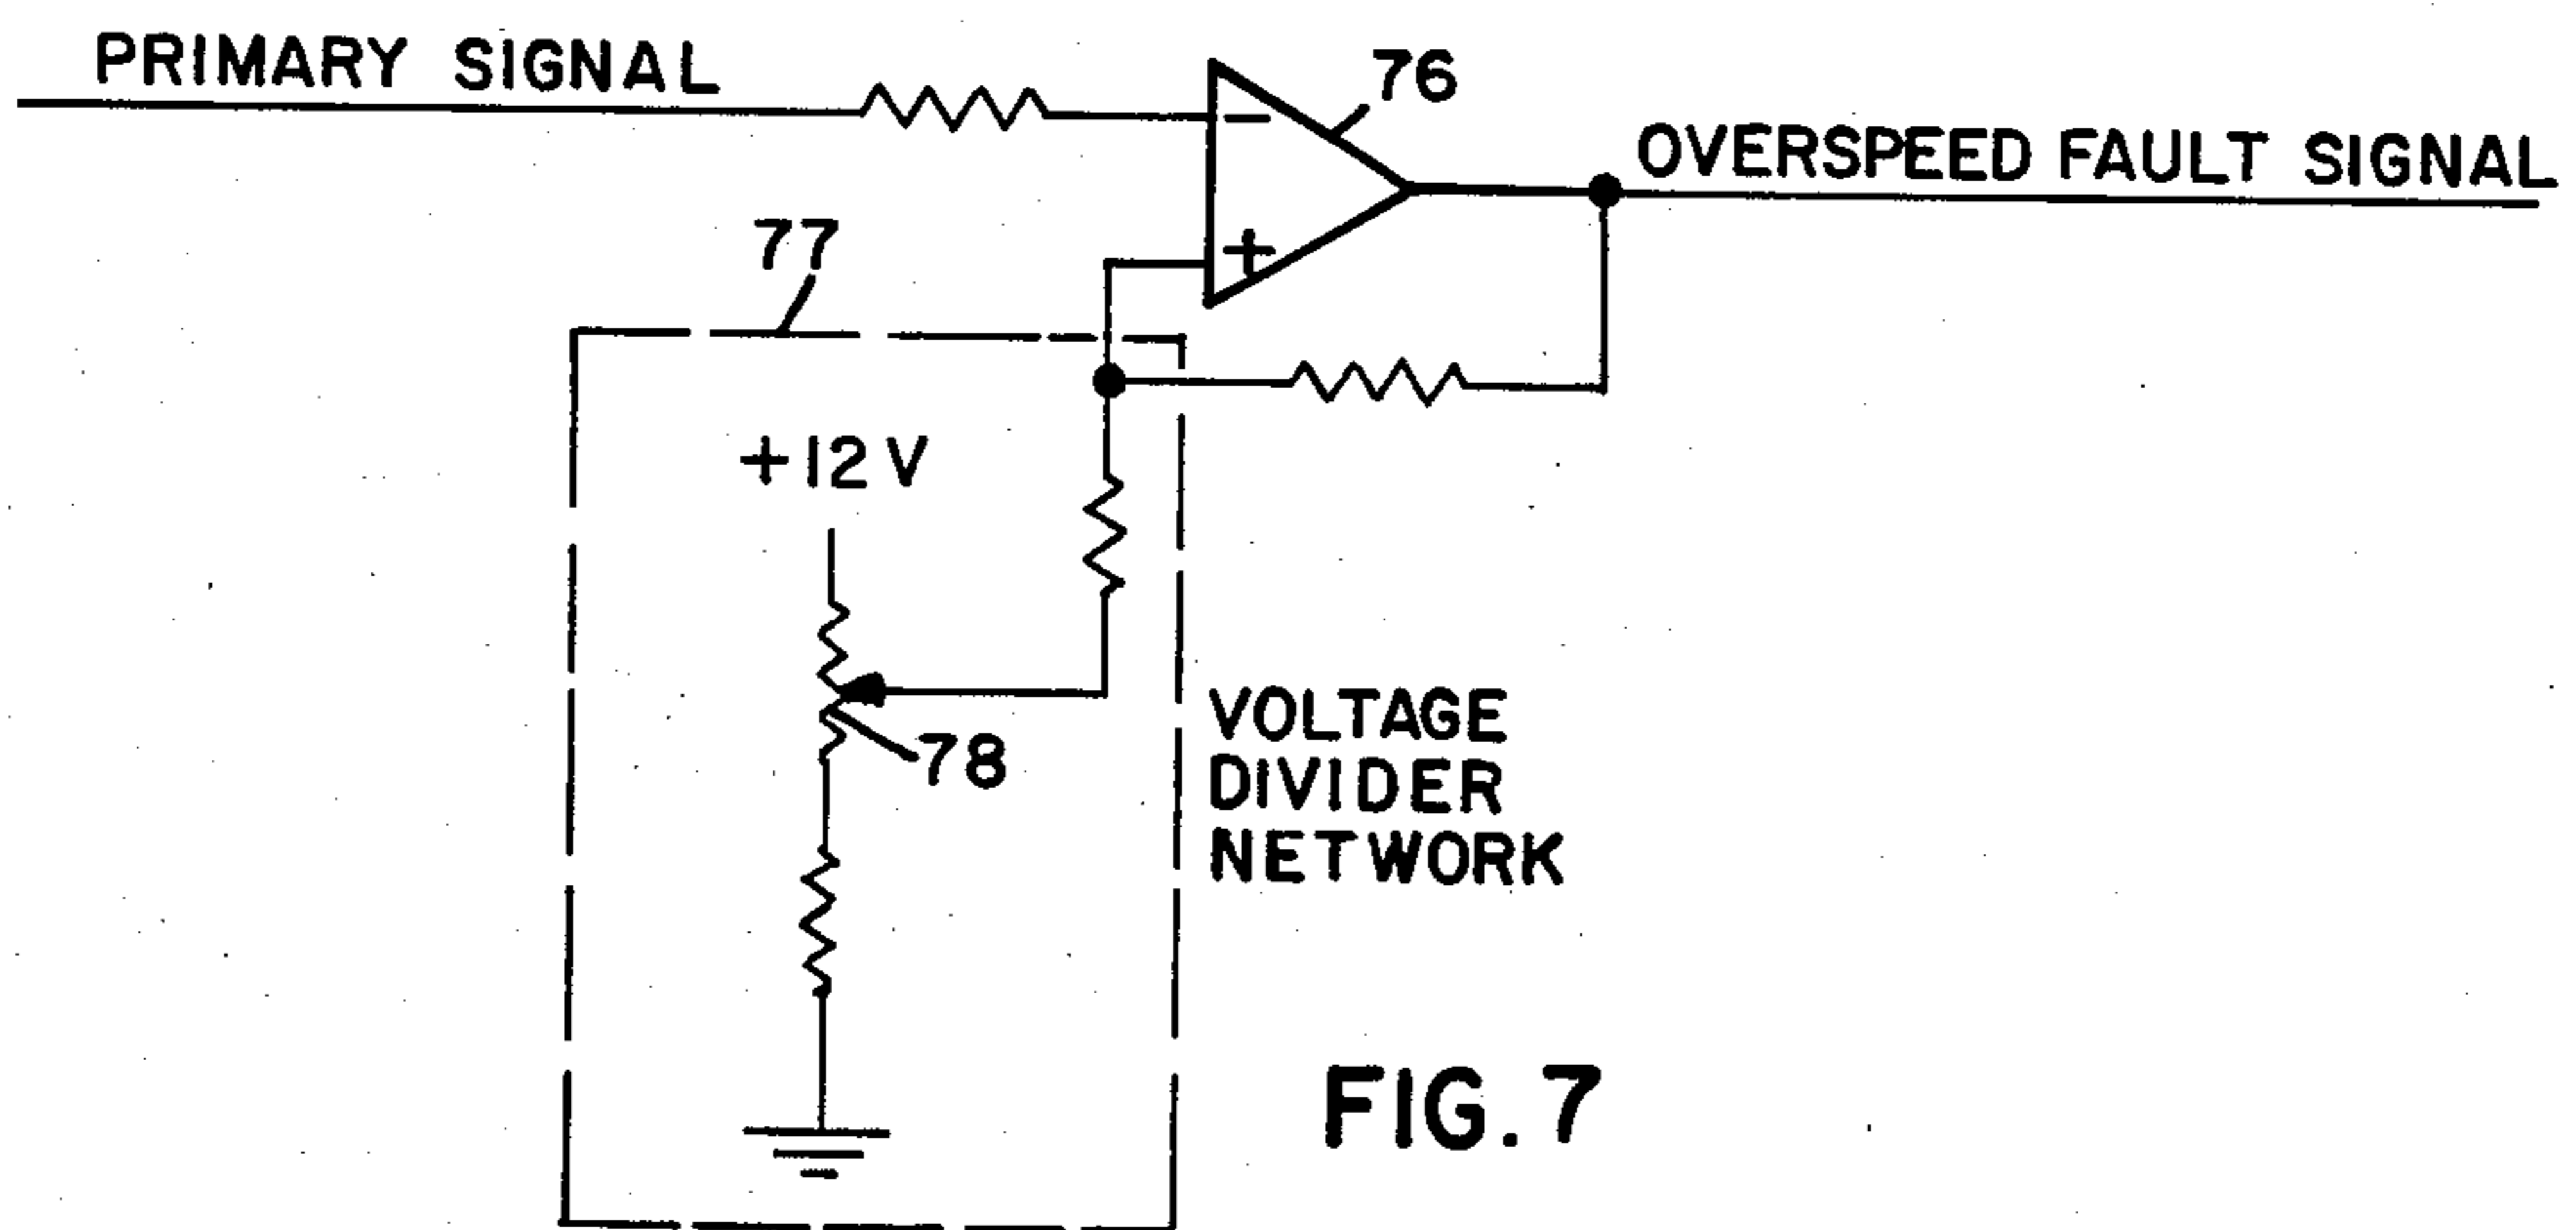 PRIMARY SIGNAL
76
OVERSPEED FAULT SIGNAL
-
+
77
+12V
78
VOLTAGE
DIVIDER
NETWORK
FIG. 7